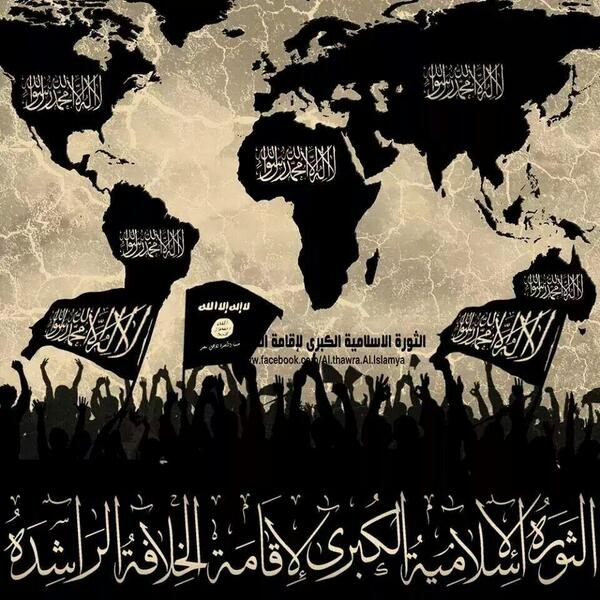 لا إله إلا الله محمد رسول الله
لا إله إلا الله محمد رسول الله
لا إله إلا الله محمد رسول الله
لا إله إلا الله محمد رسول الله
لا إله إلا الله محمد رسول الله
لا إله إلا الله
الله
رسول
محمد
لا إله إلا الله محمد رسول الله
لا إله إلا الله محمد رسول الله
الثورة الاسلامية الكبرى لإقامة
www.facebook.com/Al.thawra.Al.Islamya
الثورة الإسلامية الكبرى لإقامة الخلافة الراشدة